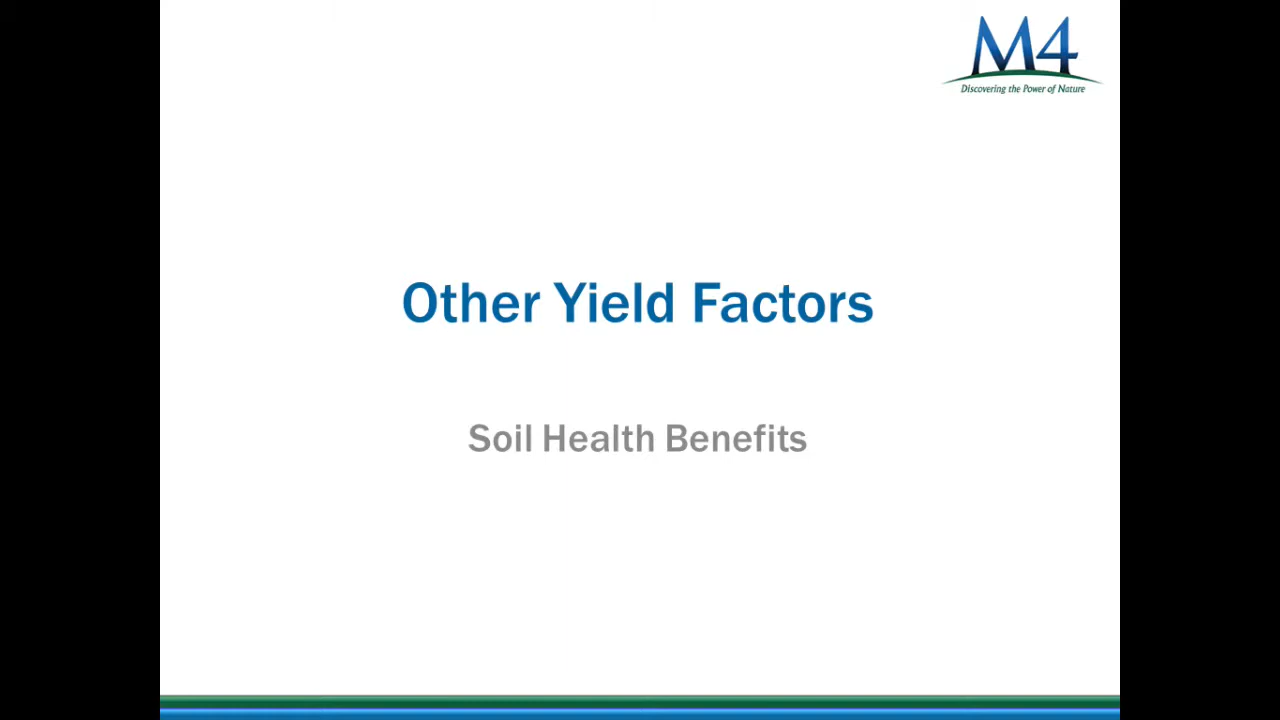 M4
Discovering the Power of Nature
Other Yield Factors
Soil Health Benefits